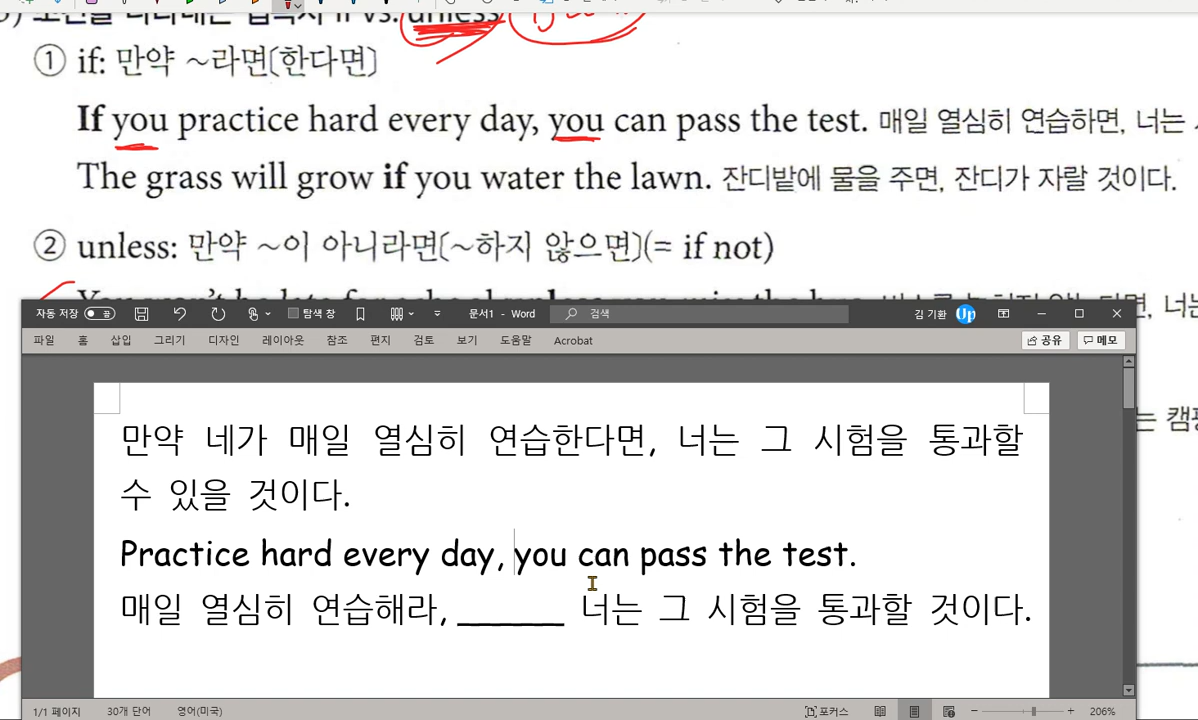 vs. unless
① if: 만약 ~라면[한다면]
If you practice hard every day, you can pass the test. 매일 열심히 연습하면, 너는
The grass will grow if you water the lawn. 잔디밭에 물을 주면, 잔디가 자랄 것이다.
② unless: 만약 ~이 아니라면[~하지 않으면](= if not)
자동 저장 끔
탐색 창
문서1 - Word
검색
김 기환
Up
파일 홈 삽입 그리기 디자인 레이아웃 참조 편지 검토 보기 도움말 Acrobat
공유 메모
는 캠핑
만약 네가 매일 열심히 연습한다면, 너는 그 시험을 통과할
수 있을 것이다.
Practice hard every day, you can pass the test.
매일 열심히 연습해라, ______ 너는 그 시험을 통과할 것이다.
1/1 페이지 30개 단어 영어(미국) 포커스 206%